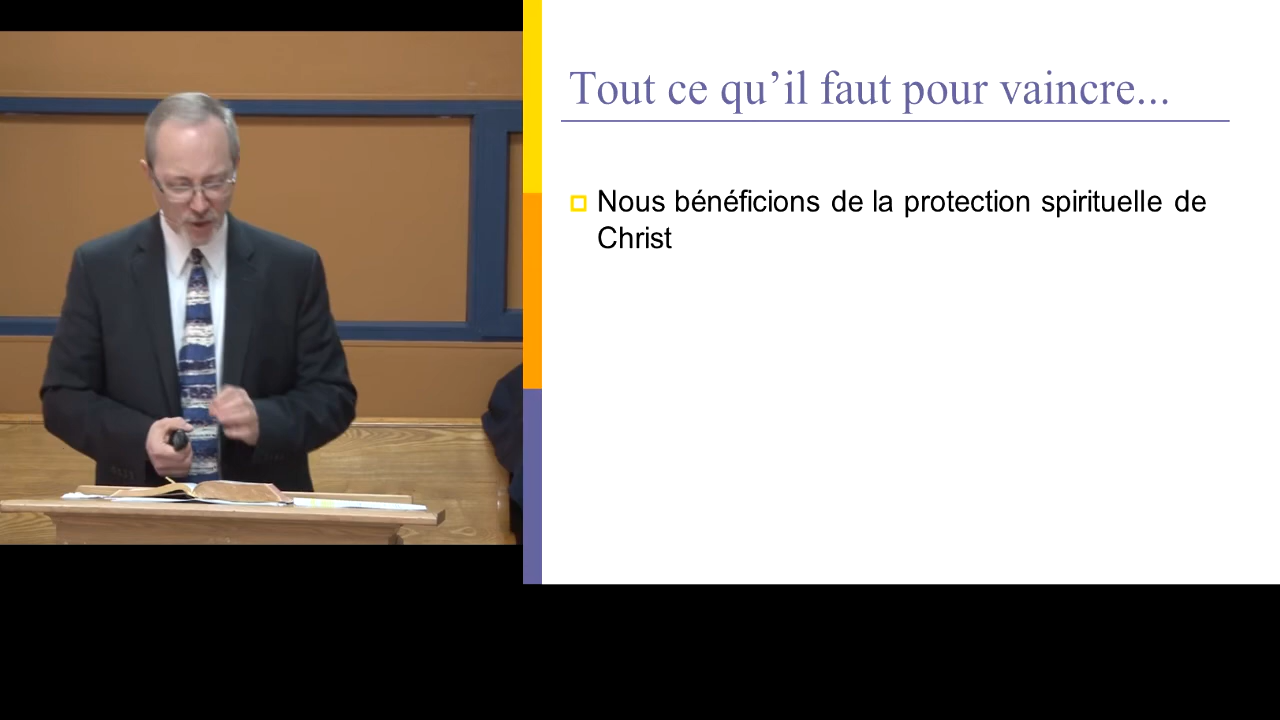 Tout ce qu’il faut pour vaincre...
Nous bénéficions de la protection spirituelle de
Christ